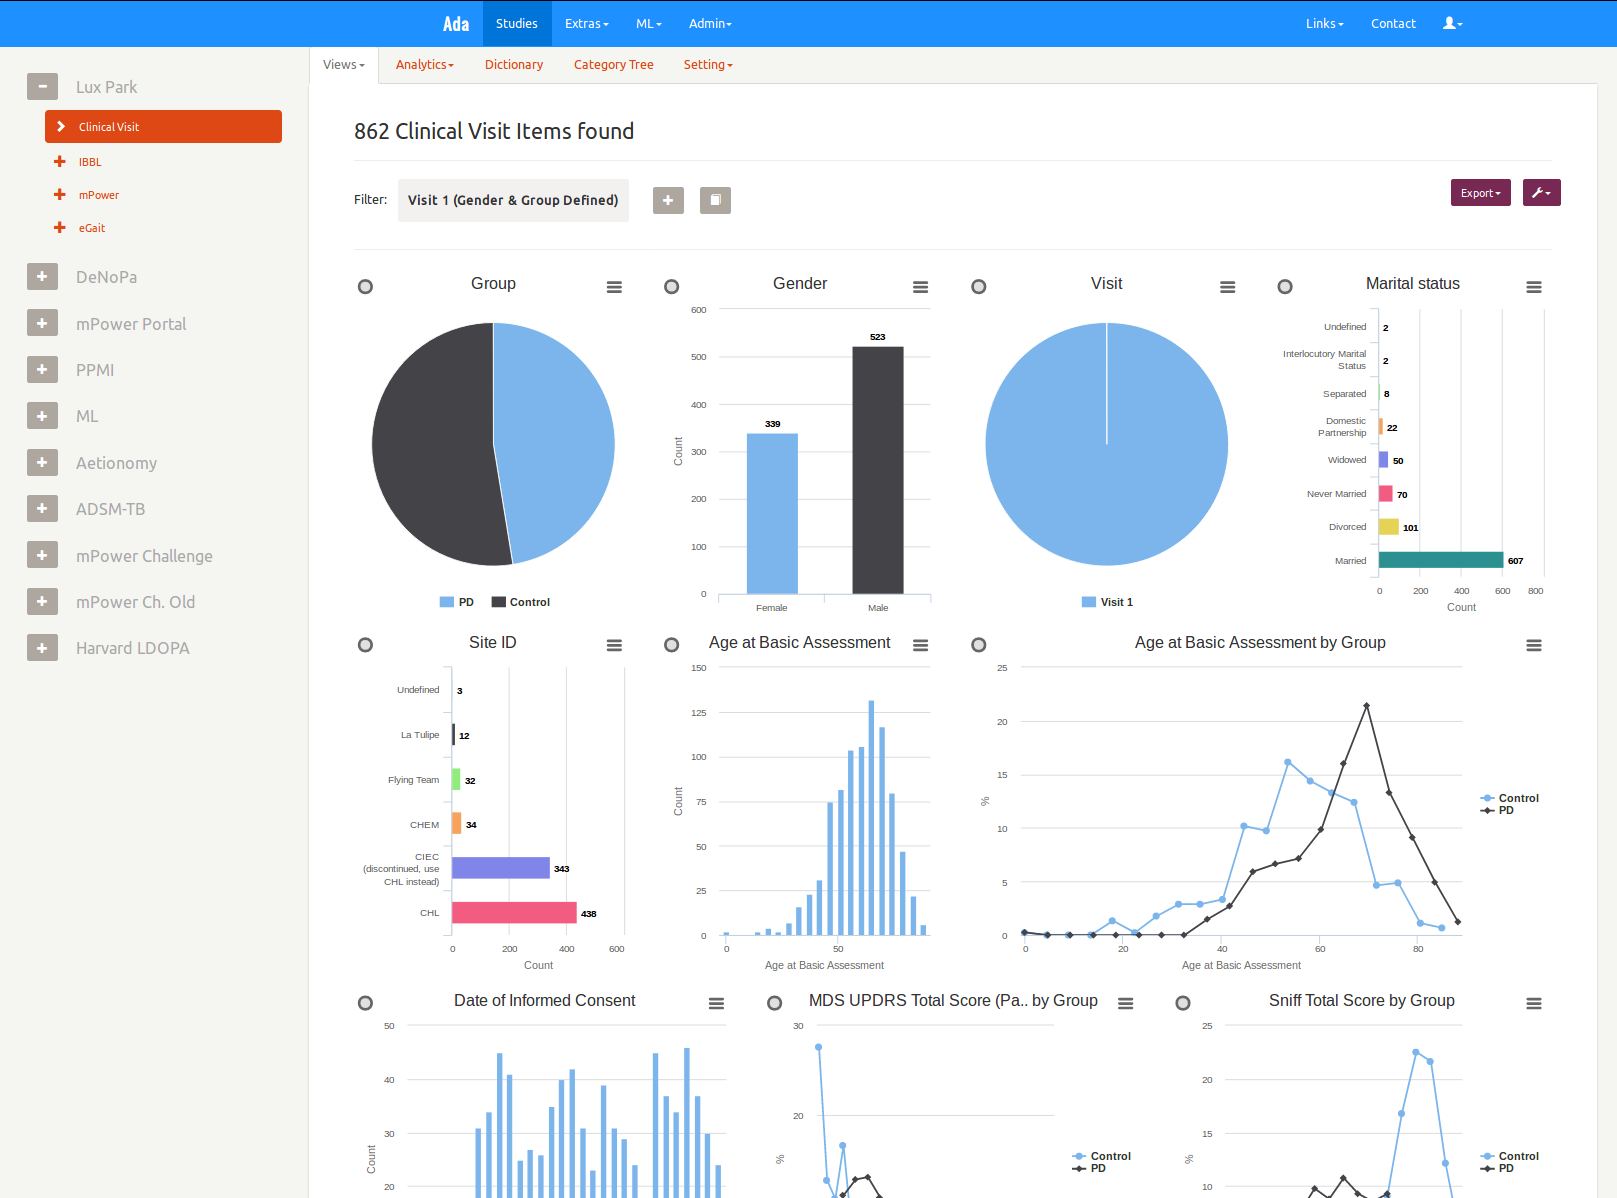 Ada Studies Extras ML Admin Links Contact
Views Analytics Dictionary Category Tree Setting
Lux Park
Clinical Visit
IBBL
mPower
eGait
DeNoPa
mPower Portal
PPMI
ML
Aetionomy
ADSM-TB
mPower Challenge
mPower Ch. Old
Harvard LDOPA
862 Clinical Visit Items found
Filter: Visit 1 (Gender & Group Defined) Export
Group
PD Control
Gender
600
500
400
300
200
100
0
Count
339
523
Female Male
Visit
Visit 1
Marital status
Undefined 2
Interlocutory Marital
Status 2
Separated 8
Domestic
Partnership 22
Widowed 50
Never Married 70
Divorced 101
Married 607
0 200 400 600 800
Count
Site ID
Undefined 3
La Tulipe 12
Flying Team 32
CHEM 34
CIEC
(discontinued, use 343
CHL instead)
CHL 438
0 200 400 600
Count
Age at Basic Assessment
150
125
100
75
50
25
0
Count
0 50
Age at Basic Assessment
Age at Basic Assessment by Group
25
20
15
10
5
0
%
0 20 40 60 80
Age at Basic Assessment
Control
PD
Date of Informed Consent
50
40
30
20
Count
MDS UPDRS Total Score (Pa.. by Group
30
20
%
Control
PD
Sniff Total Score by Group
25
20
15
10
%
Control
PD